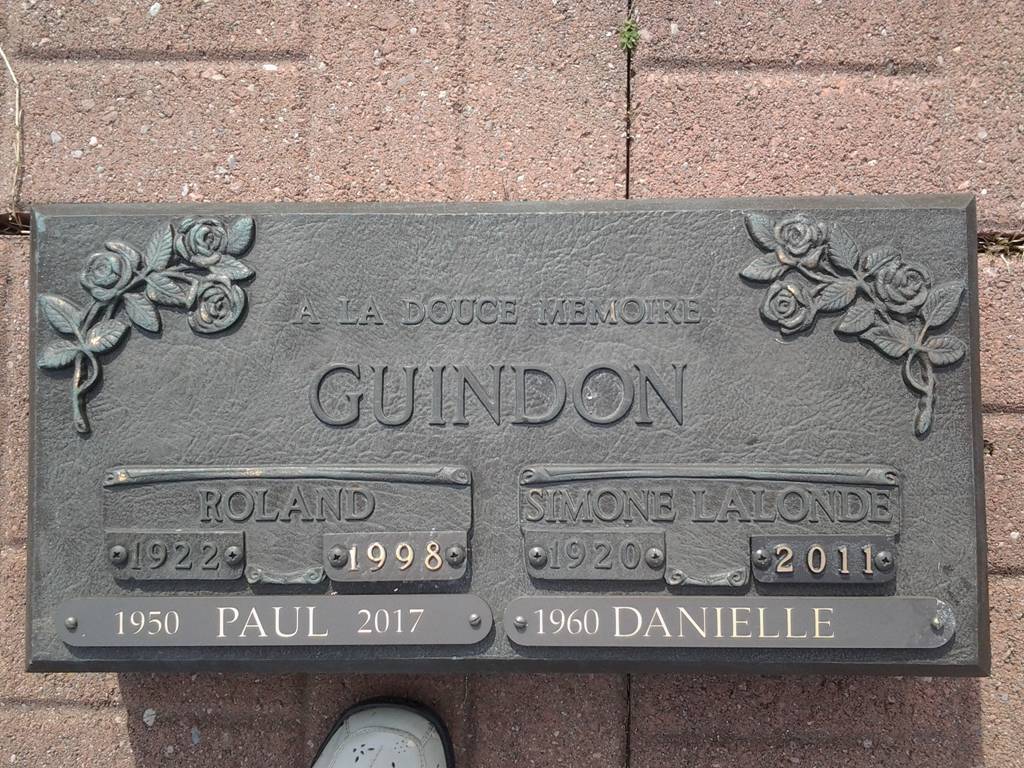 A LA DOUCE MEMOIRE
GUINDON
ROLAND
1922 1998
SIMONE LALONDE
1920 2011
1950 PAUL 2017
1960 DANIELLE